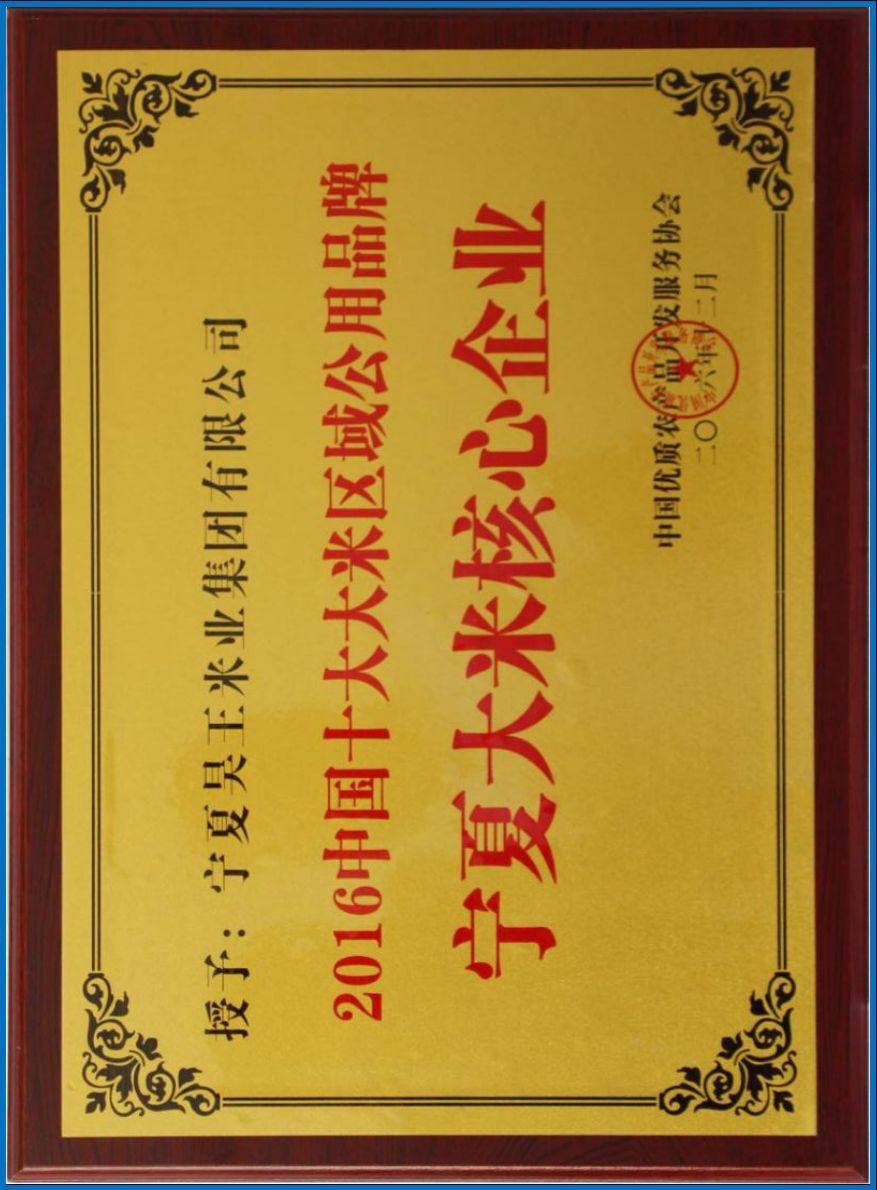 授予：宁夏昊王米业集团有限公司
2016中国十大大米区域公用品牌
宁夏大米核心企业
中国优质农产品开发服务协会
二〇一六年十二月